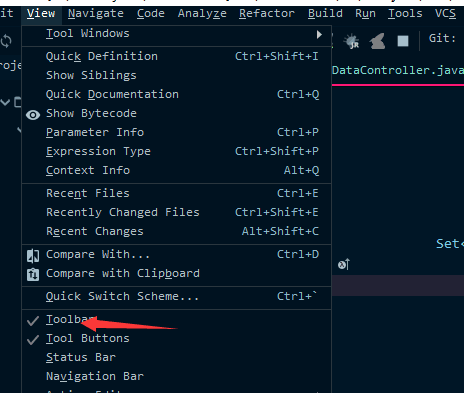 it View Navigate Code Analyze Refactor Build Run Tools VCS
Tool Windows
JR Git:
roje
Quick Definition Ctrl+Shift+I
DataController.java
Show Siblings
Quick Documentation Ctrl+Q
Show Bytecode
Parameter Info Ctrl+P
Expression Type Ctrl+Shift+P
Context Info Alt+Q
Recent Files Ctrl+E
Recently Changed Files Ctrl+Shift+E
Recent Changes Alt+Shift+C
Set<
Compare With... Ctrl+D
Compare with Clipboard
Quick Switch Scheme... Ctrl+`
Toolbar
Tool Buttons
Status Bar
Navigation Bar